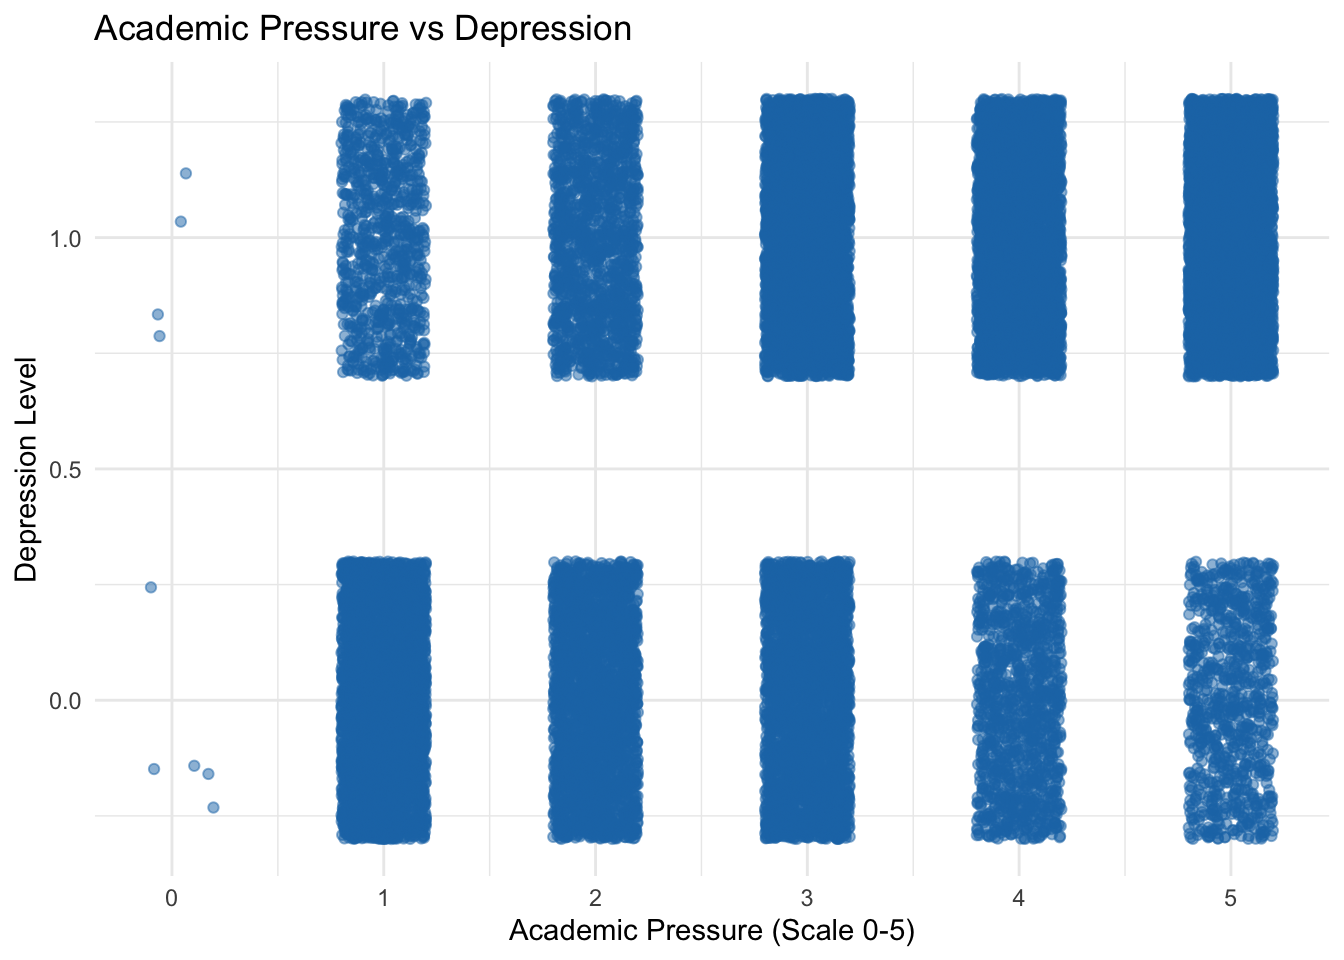 Academic Pressure vs Depression
Depression Level
1.0
0.5
0.0
0 1 2 3 4 5
Academic Pressure (Scale 0-5)